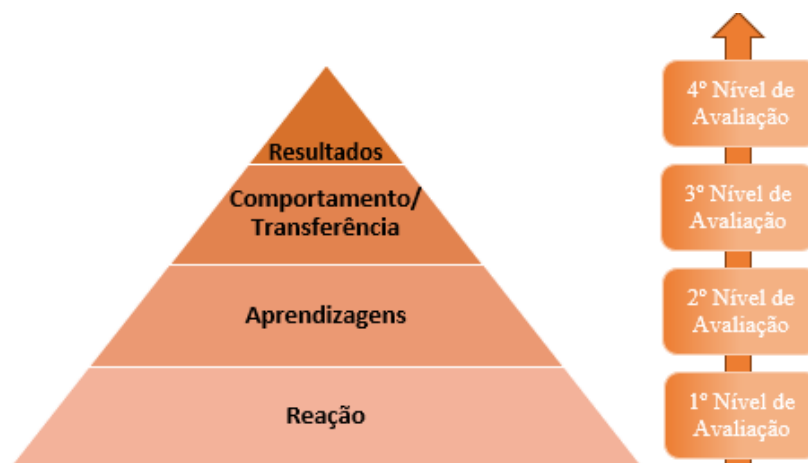 Resultados
Comportamento/
Transferência
Aprendizagens
Reação
4º Nível de
Avaliação
3º Nível de
Avaliação
2º Nível de
Avaliação
1º Nível de
Avaliação